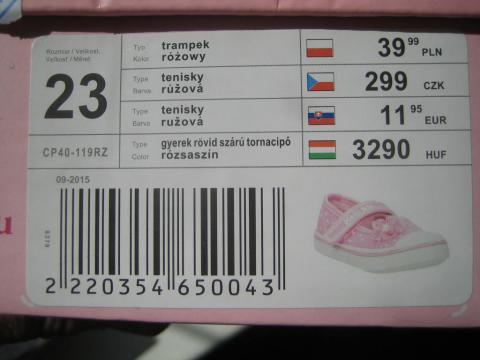 Rozmiar / Velikost,
Veľkosť / Méret
23
CP40-119RZ
Typ trampek
Kolor różowy
39 99 PLN
Type tenisky
Barva růžová
299 CZK
Type tenisky
Barva ružová
11 95 EUR
Type gyerek rövid szárú tornacipő
Color rózsaszín
3290 HUF
09-2015
2 220354 650043
u